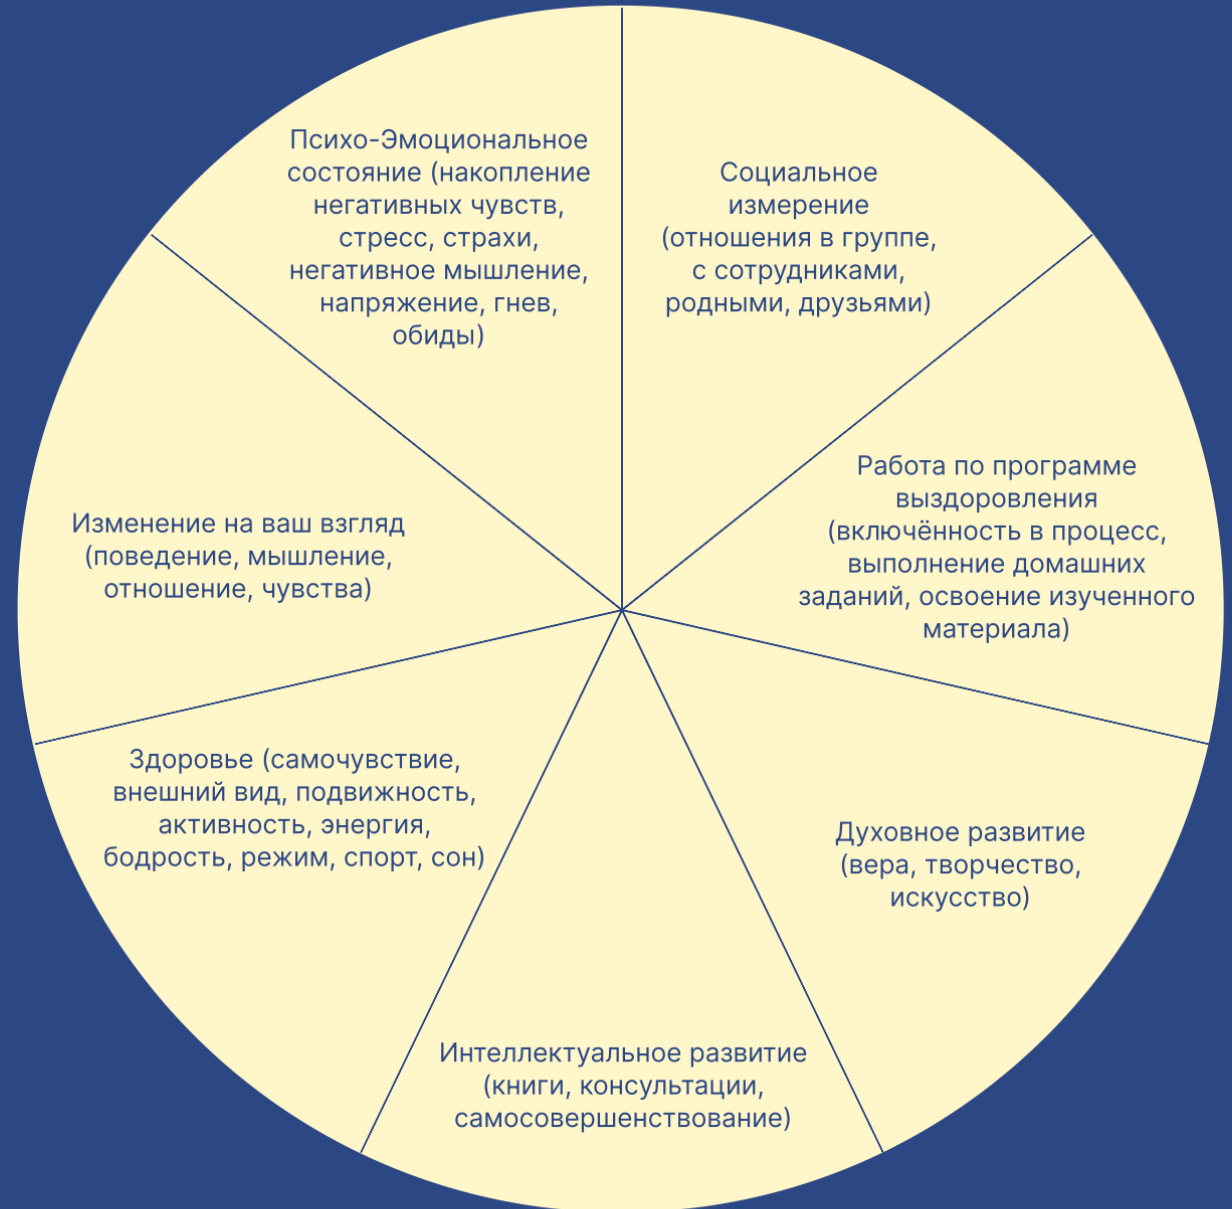 Психо-Эмоциональное
состояние (накопление
негативных чувств,
стресс, страхи,
негативное мышление,
напряжение, гнев,
обиды)
Социальное
измерение
(отношения в группе,
с сотрудниками,
родными, друзьями)
Работа по программе
выздоровления
(включённость в процесс,
выполнение домашних
заданий, освоение изученного
материала)
Изменение на ваш взгляд
(поведение, мышление,
отношение, чувства)
Здоровье (самочувствие,
внешний вид, подвижность,
активность, энергия,
бодрость, режим, спорт, сон)
Духовное развитие
(вера, творчество,
искусство)
Интеллектуальное развитие
(книги, консультации,
самосовершенствование)